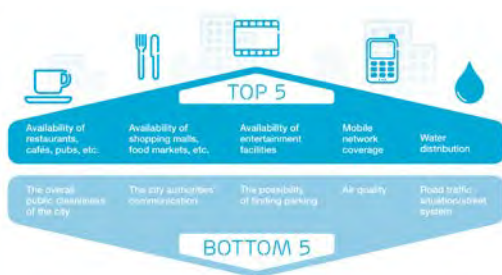 TOP 5
Availability of
restaurants,
cafés, pubs, etc.
Availability of
shopping malls,
food markets, etc.
Availability of
entertainment
facilities
Mobile
network
coverage
Water
distribution
The overall
public cleanliness
of the city
The city authorities
communication
The possibility
of finding parking
Air quality
Road traffic
situation/street
system
BOTTOM 5